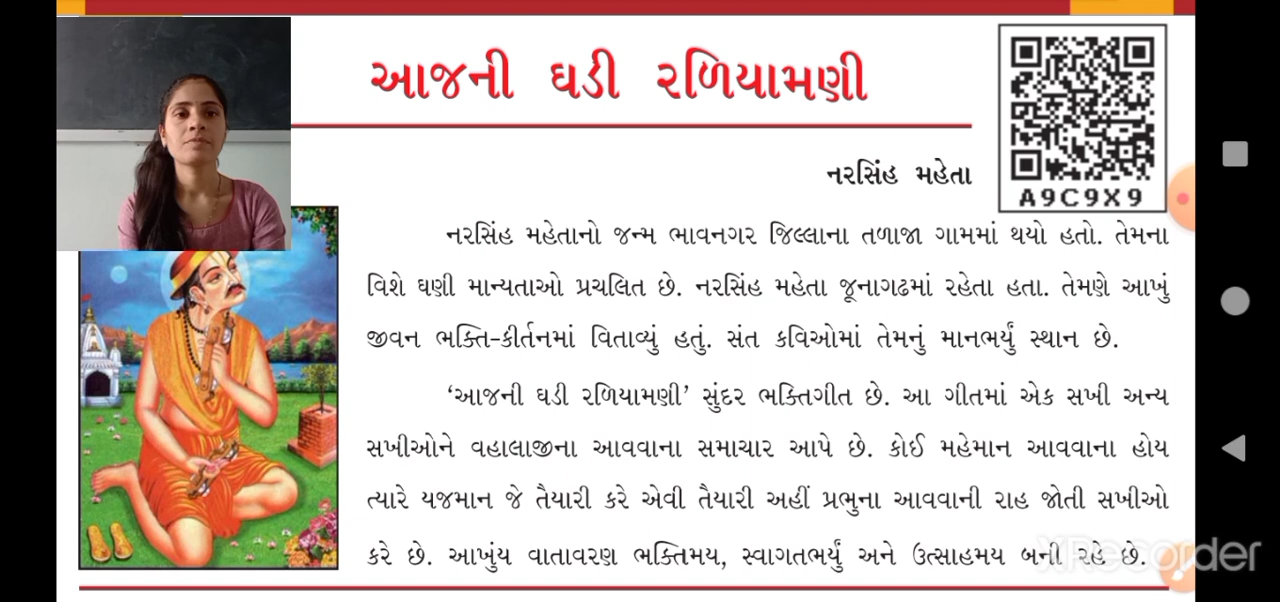 આજની ઘડી રળિયામણી
A9C9X9
નરસિંહ મહેતા
નરસિંહ મહેતાનો જન્મ ભાવનગર જિલ્લાના તળાજા ગામમાં થયો હતો. તેમના
વિશે ઘણી માન્યતાઓ પ્રચલિત છે. નરસિંહ મહેતા જૂનાગઢમાં રહેતા હતા. તેમણે આખું
જીવન ભક્તિ-કીર્તનમાં વિતાવ્યું હતું. સંત કવિઓમાં તેમનું માનભર્યું સ્થાન છે.
‘આજની ઘડી રળિયામણી’ સુંદર ભક્તિગીત છે. આ ગીતમાં એક સખી અન્ય
સખીઓને વહાલાજીના આવવાના સમાચાર આપે છે. કોઈ મહેમાન આવવાના હોય
ત્યારે યજમાન જે તૈયારી કરે એવી તૈયારી અહીં પ્રભુના આવવાની રાહ જોતી સખીઓ
કરે છે. આખુંય વાતાવરણ ભક્તિમય, સ્વાગતભર્યું અને ઉત્સાહમય બની રહે છે.
XRecorder